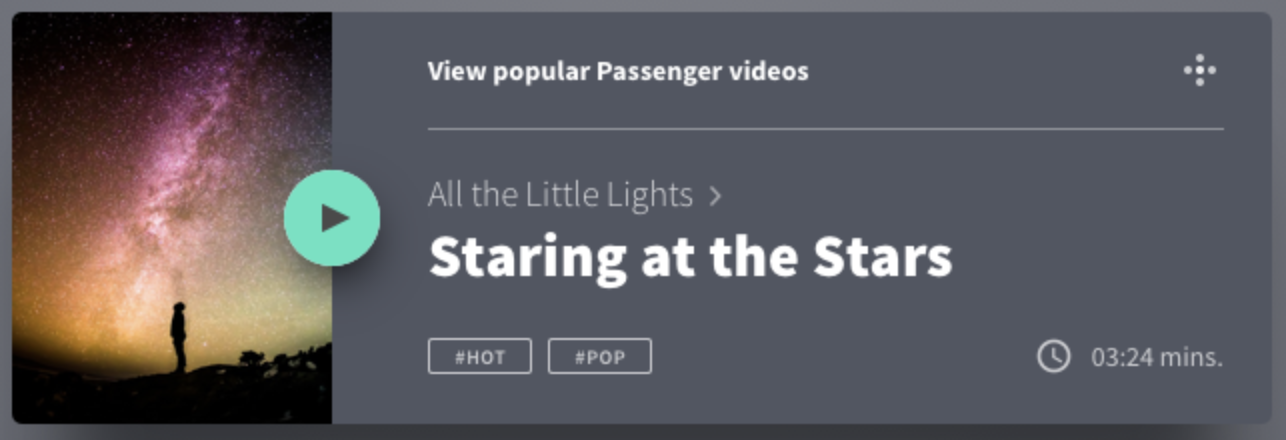 View popular Passenger videos
All the Little Lights
Staring at the Stars
#HOT #POP
03:24 mins.